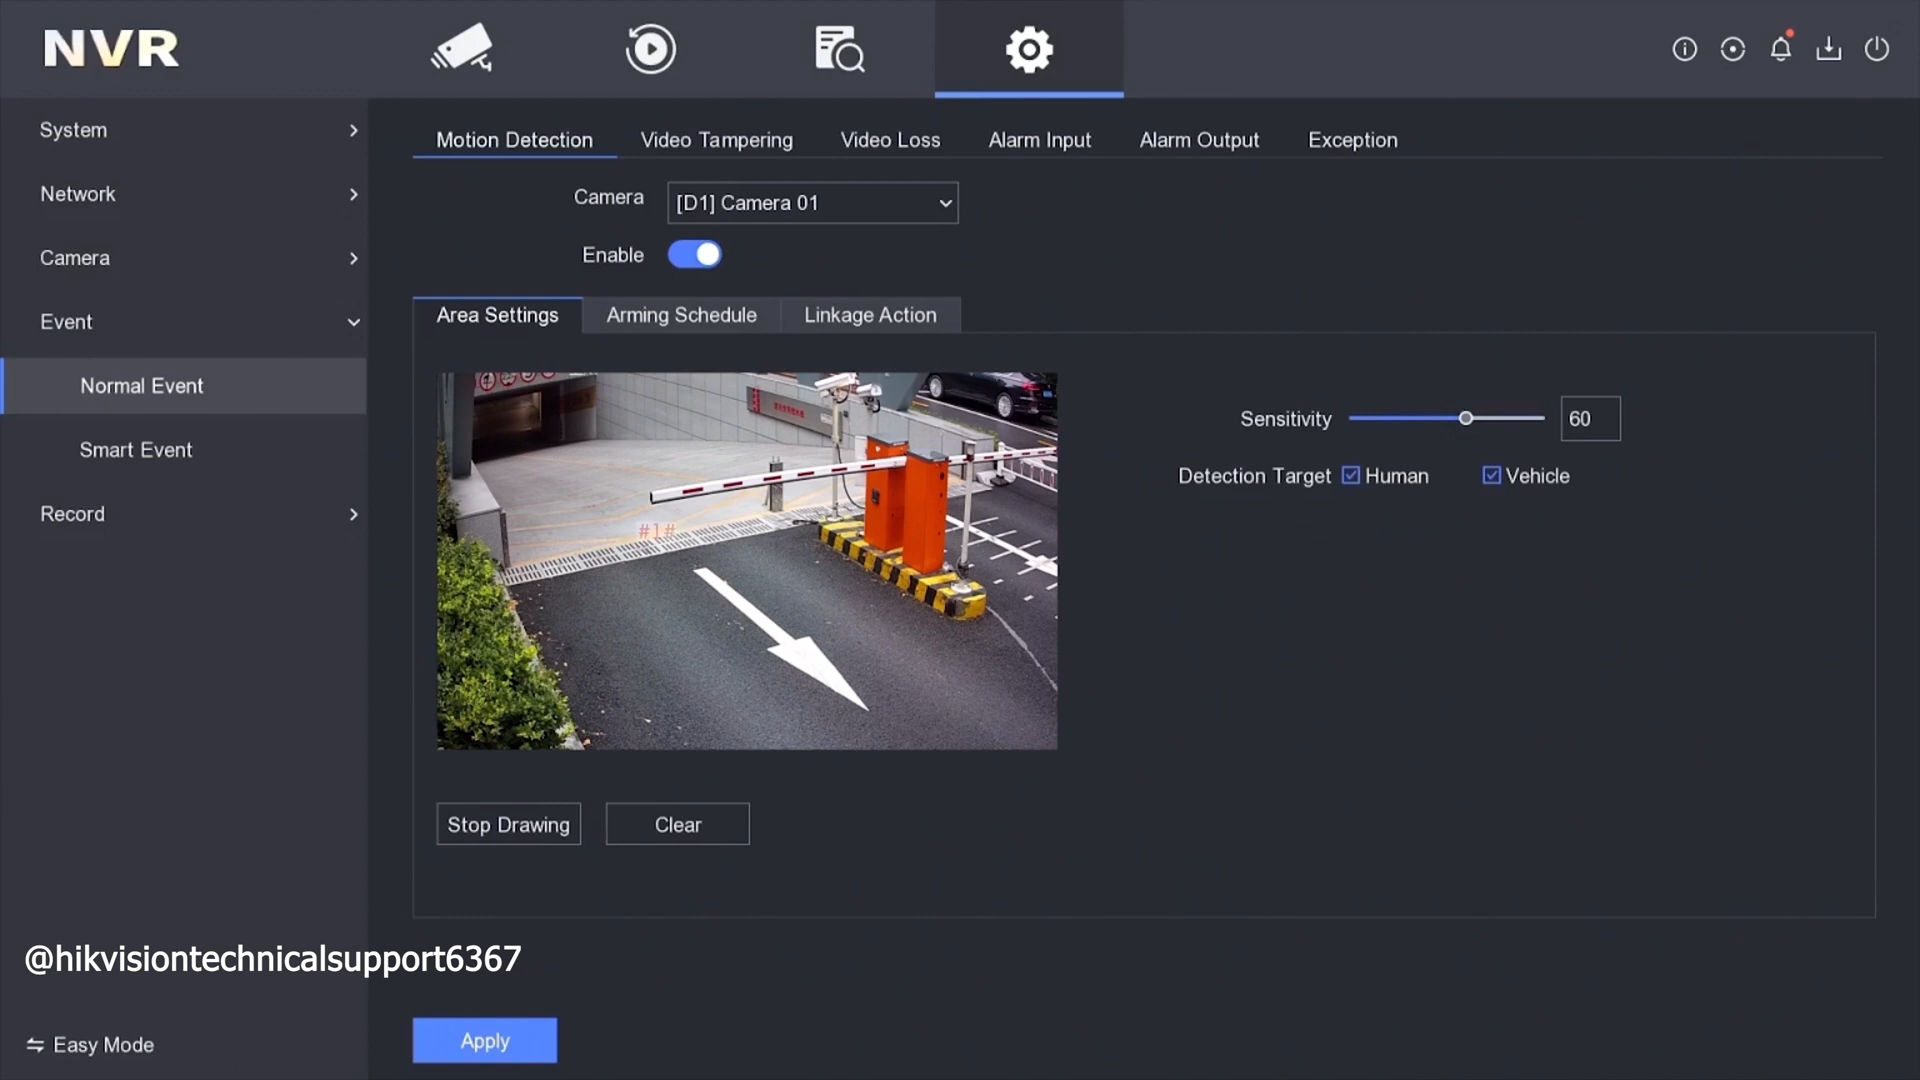 NVR
System
Network
Camera
Event
Normal Event
Smart Event
Record
@hikvisiontechnicalsupport6367
Easy Mode
Motion Detection Video Tampering Video Loss Alarm Input Alarm Output Exception
Camera [D1] Camera 01
Enable
Area Settings Arming Schedule Linkage Action
#1#
Sensitivity 60
Detection Target Human Vehicle
Stop Drawing Clear
Apply